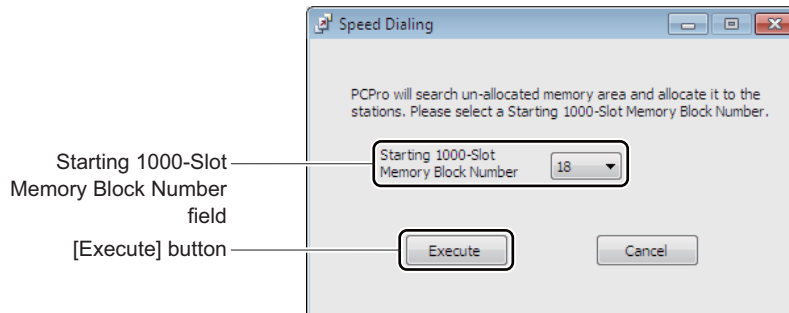 Speed Dialing
PCPro will search un-allocated memory area and allocate it to the
stations. Please select a Starting 1000-Slot Memory Block Number.
Starting 1000-Slot
Memory Block Number
field
Starting 1000-Slot
Memory Block Number
18
[Execute] button
Execute
Cancel